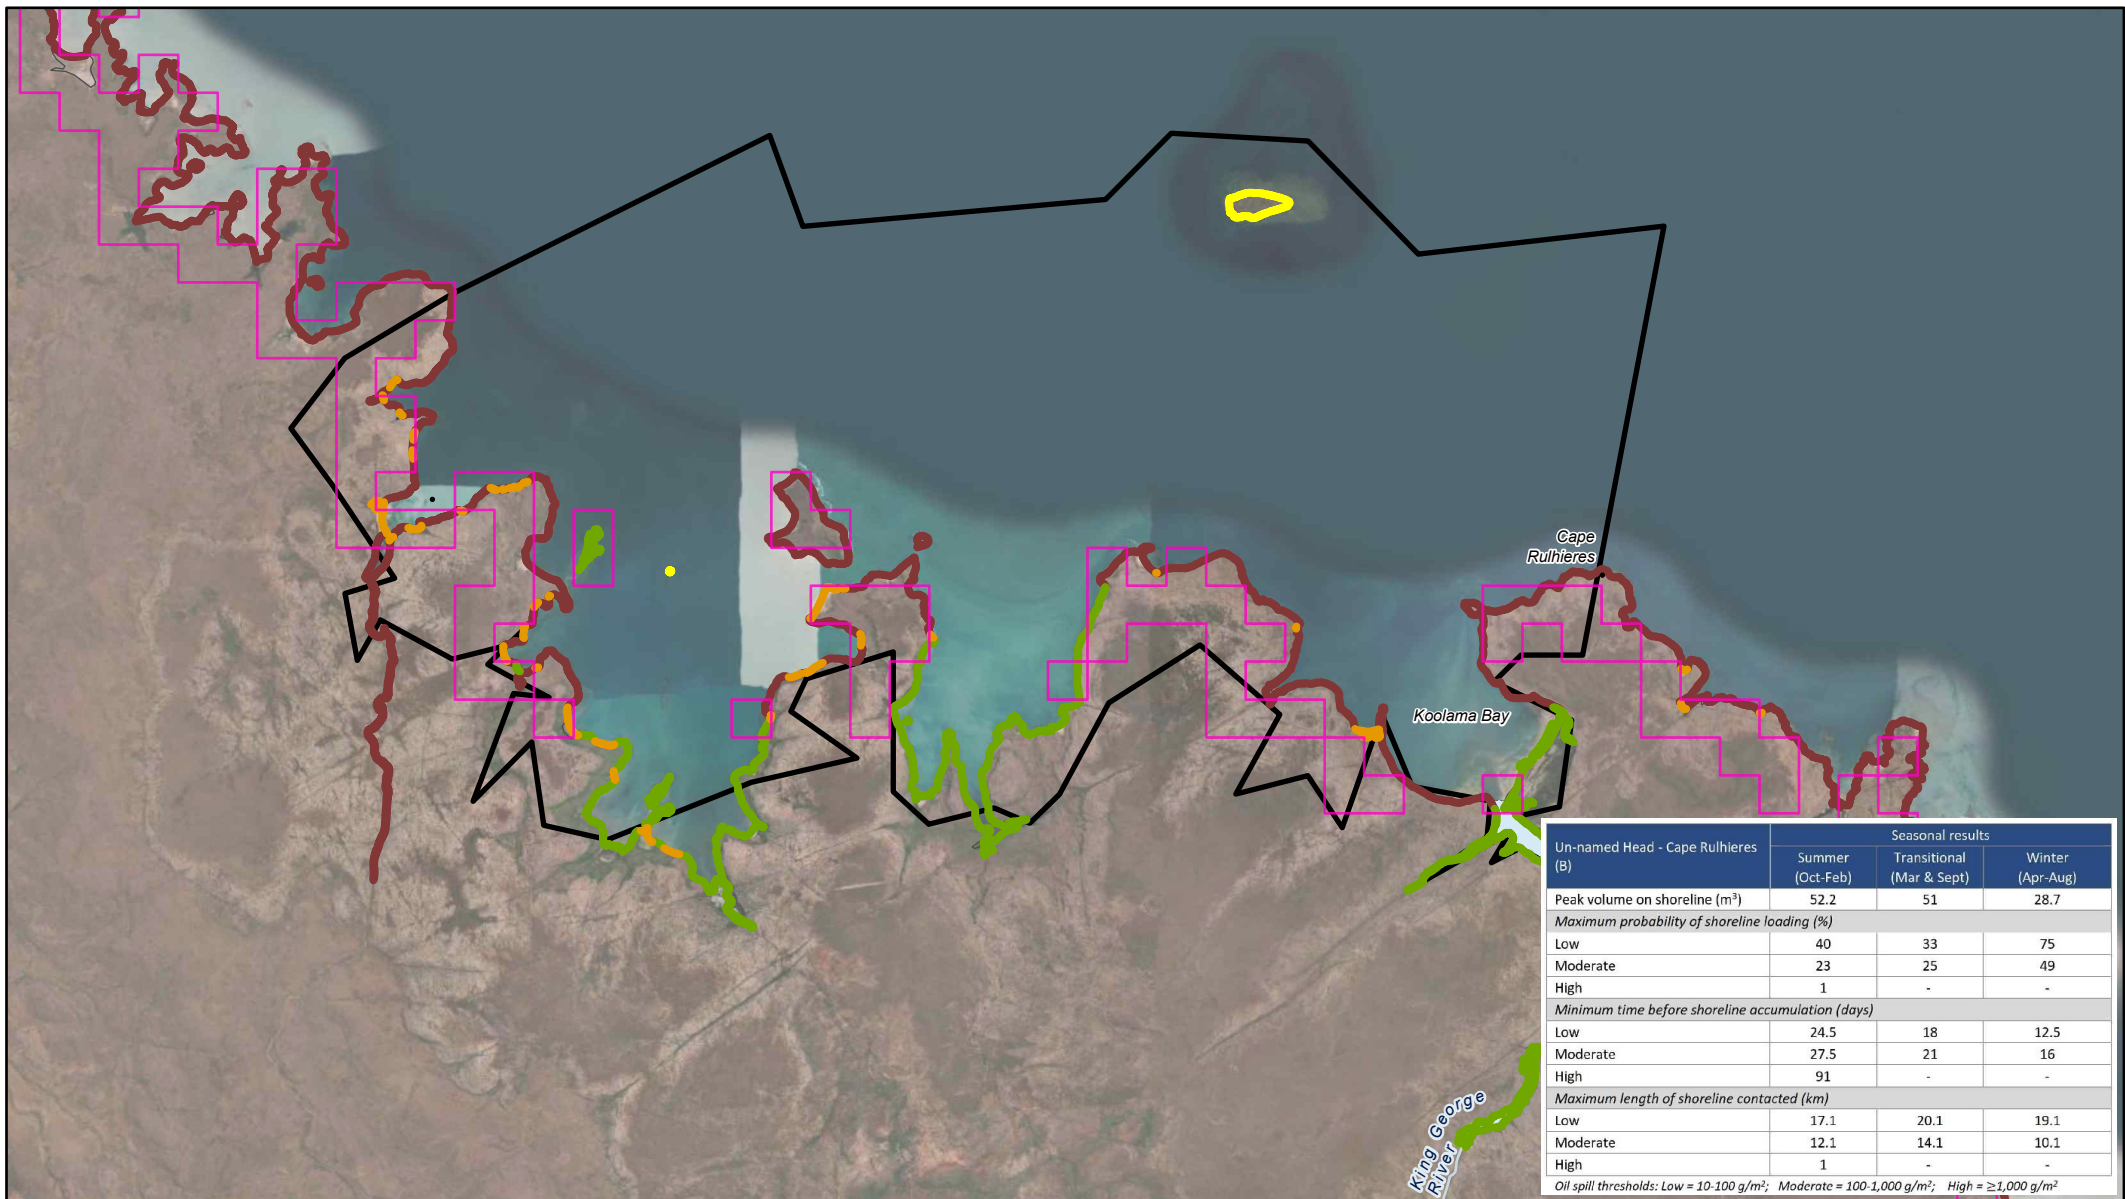 Cape
Rulhieres
Koolama Bay
King George
River
Un-named Head - Cape Rulhieres
(B)
Seasonal results
Summer
(Oct-Feb)
Transitional
(Mar & Sept)
Winter
(Apr-Aug)
Peak volume on shoreline (m³) 52.2 51 28.7
Maximum probability of shoreline loading (%)
Low 40 33 75
Moderate 23 25 49
High 1 - -
Minimum time before shoreline accumulation (days)
Low 24.5 18 12.5
Moderate 27.5 21 16
High 91 - -
Maximum length of shoreline contacted (km)
Low 17.1 20.1 19.1
Moderate 12.1 14.1 10.1
High 1 - -
Oil spill thresholds: Low = 10-100 g/m²; Moderate = 100-1,000 g/m²; High = ≥1,000 g/m²